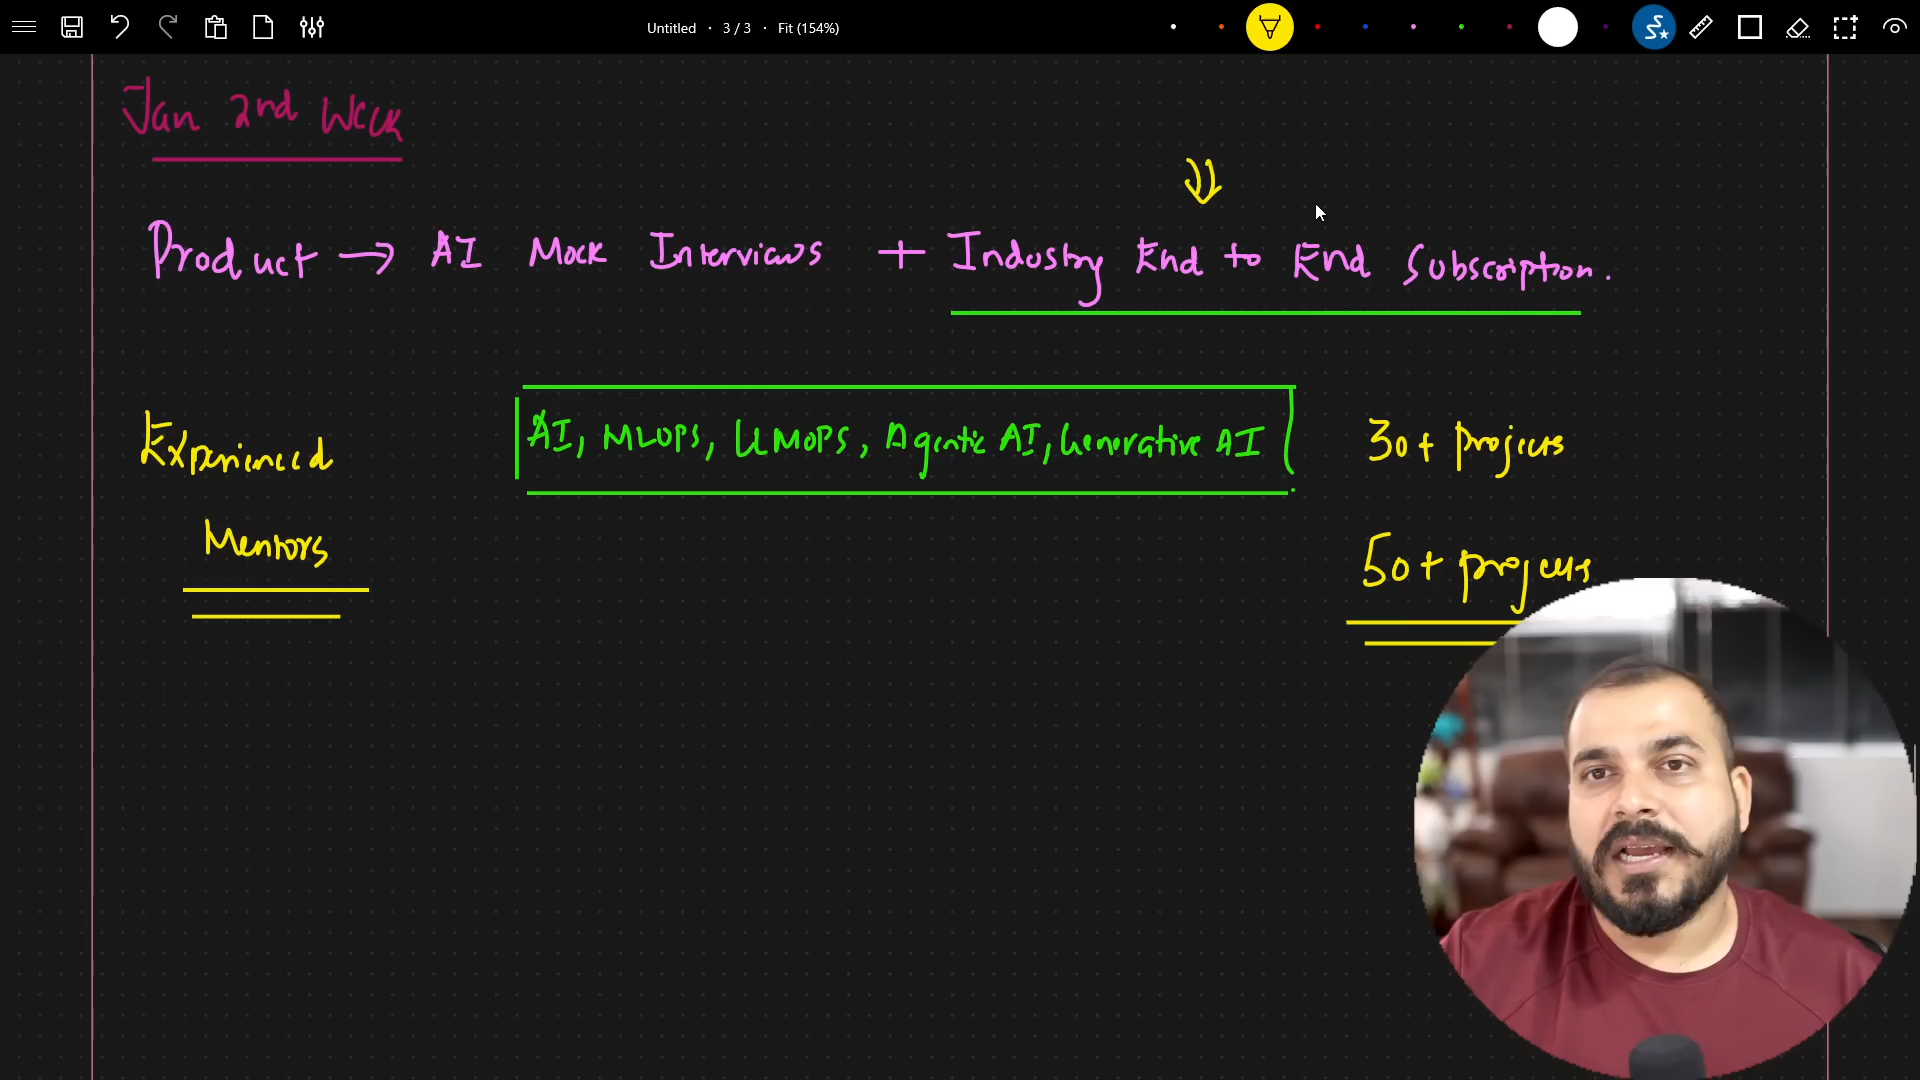 Untitled · 3 / 3 · Fit (154%)
Jan 2nd Week
Product → AI Mock Interviews + Industry End to End Subscription.
AI, MLOPS, LLMOPS, Agentic AI, Generative AI
30+ projects
Experienced
Mentors
50+ projects